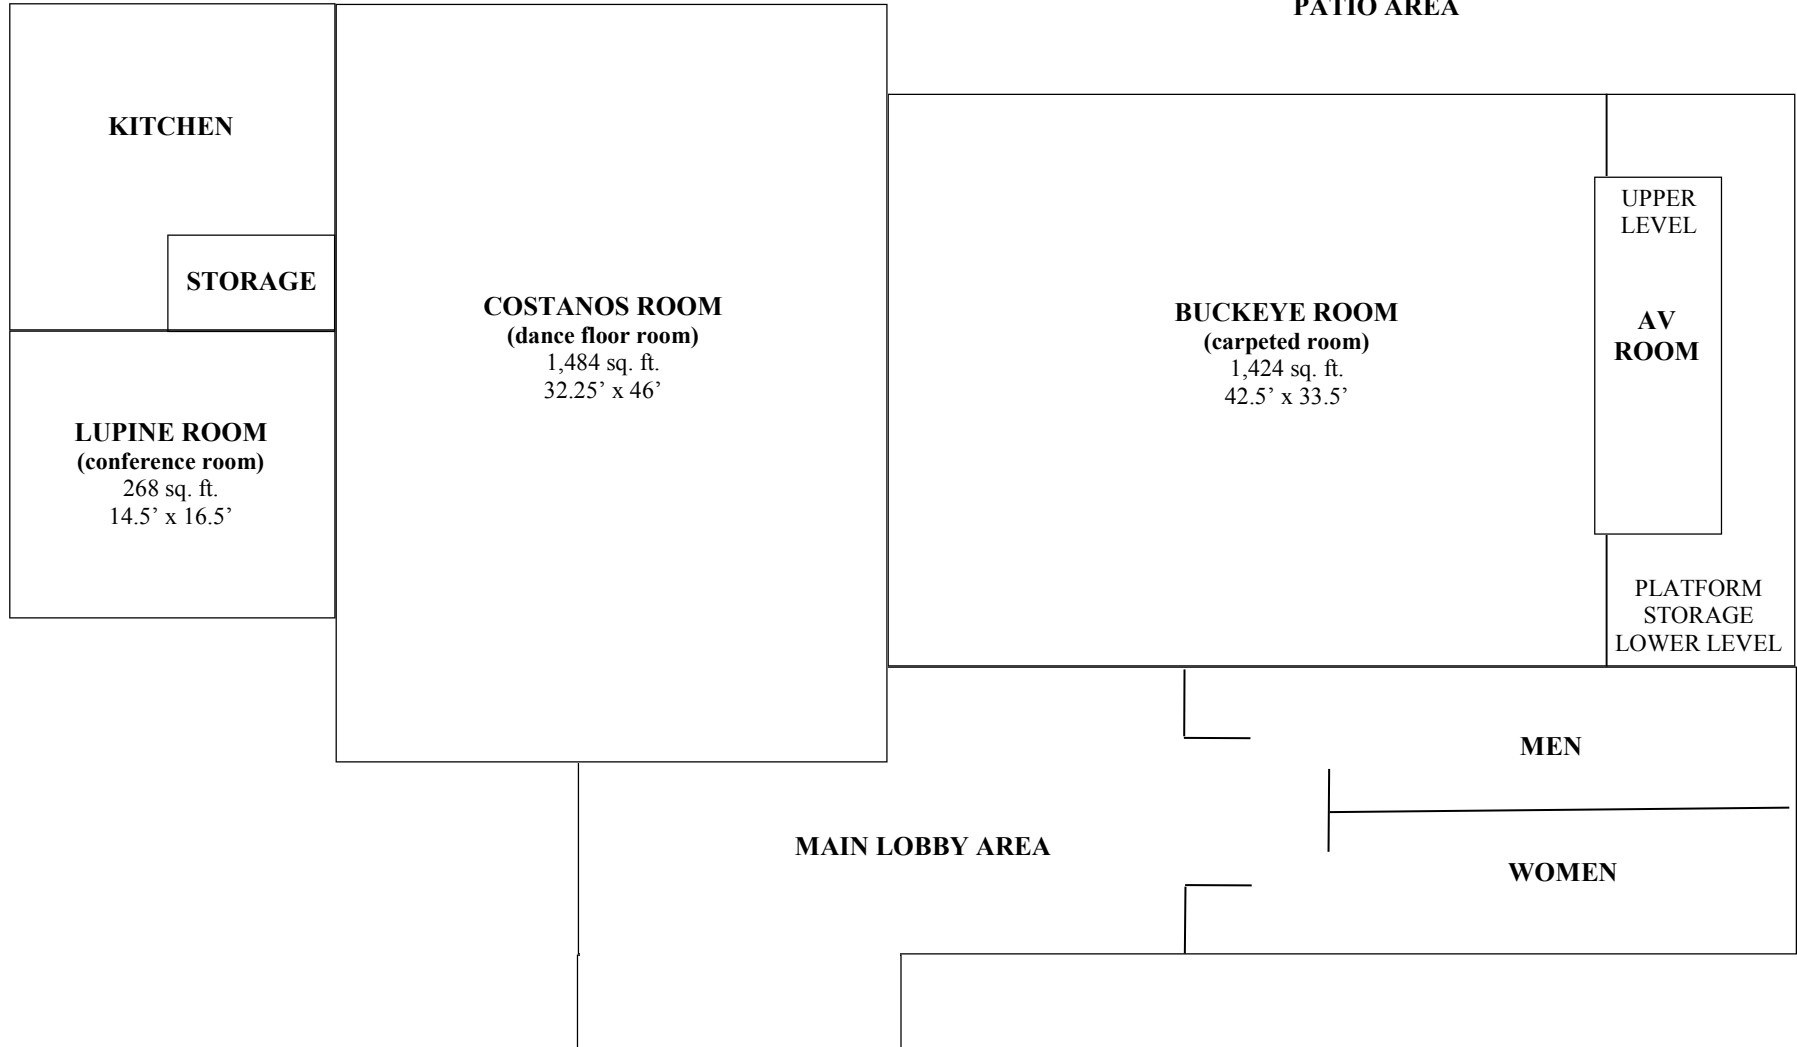 PATIO AREA
KITCHEN
STORAGE
LUPINE ROOM
(conference room)
268 sq. ft.
14.5’ x 16.5’
COSTANOS ROOM
(dance floor room)
1,484 sq. ft.
32.25’ x 46’
BUCKEYE ROOM
(carpeted room)
1,424 sq. ft.
42.5’ x 33.5’
UPPER
LEVEL
AV
ROOM
PLATFORM
STORAGE
LOWER LEVEL
MEN
MAIN LOBBY AREA
WOMEN